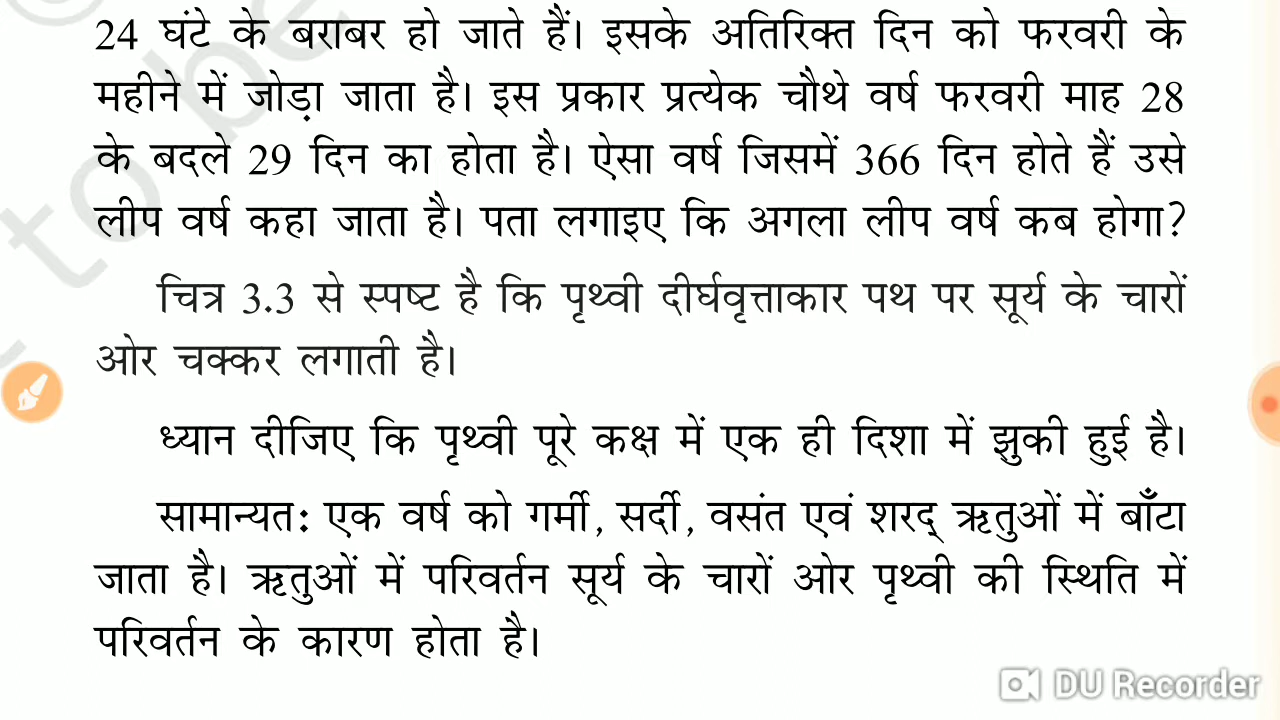 24 घंटे के बराबर हो जाते हैं। इसके अतिरिक्त दिन को फरवरी के
महीने में जोड़ा जाता है। इस प्रकार प्रत्येक चौथे वर्ष फरवरी माह 28
के बदले 29 दिन का होता है। ऐसा वर्ष जिसमें 366 दिन होते हैं उसे
लीप वर्ष कहा जाता है। पता लगाइए कि अगला लीप वर्ष कब होगा?
चित्र 3.3 से स्पष्ट है कि पृथ्वी दीर्घवृत्ताकार पथ पर सूर्य के चारों
ओर चक्कर लगाती है।
ध्यान दीजिए कि पृथ्वी पूरे कक्ष में एक ही दिशा में झुकी हुई है।
सामान्यत: एक वर्ष को गर्मी, सर्दी, वसंत एवं शरद् ऋतुओं में बाँटा
जाता है। ऋतुओं में परिवर्तन सूर्य के चारों ओर पृथ्वी की स्थिति में
परिवर्तन के कारण होता है।
to be
DU Recorder